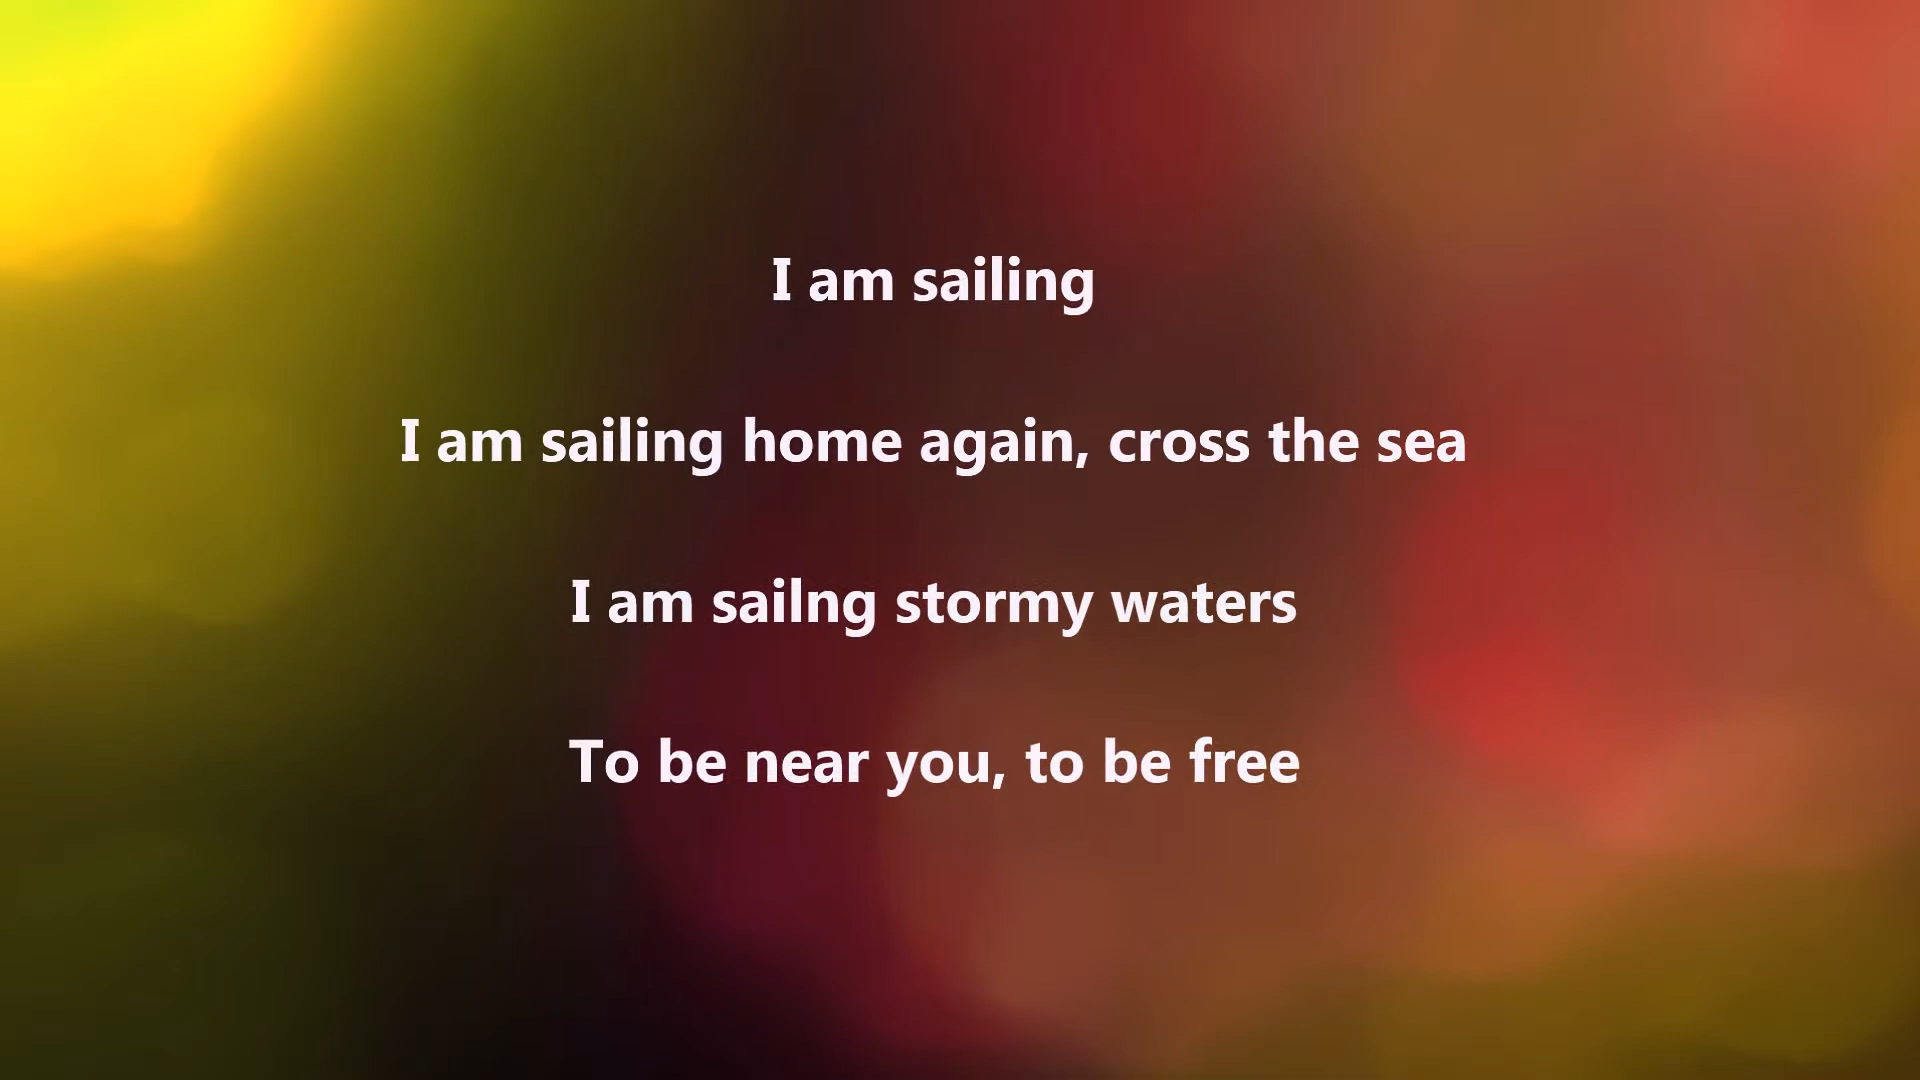 I am sailing
I am sailing home again, cross the sea
I am sailng stormy waters
To be near you, to be free